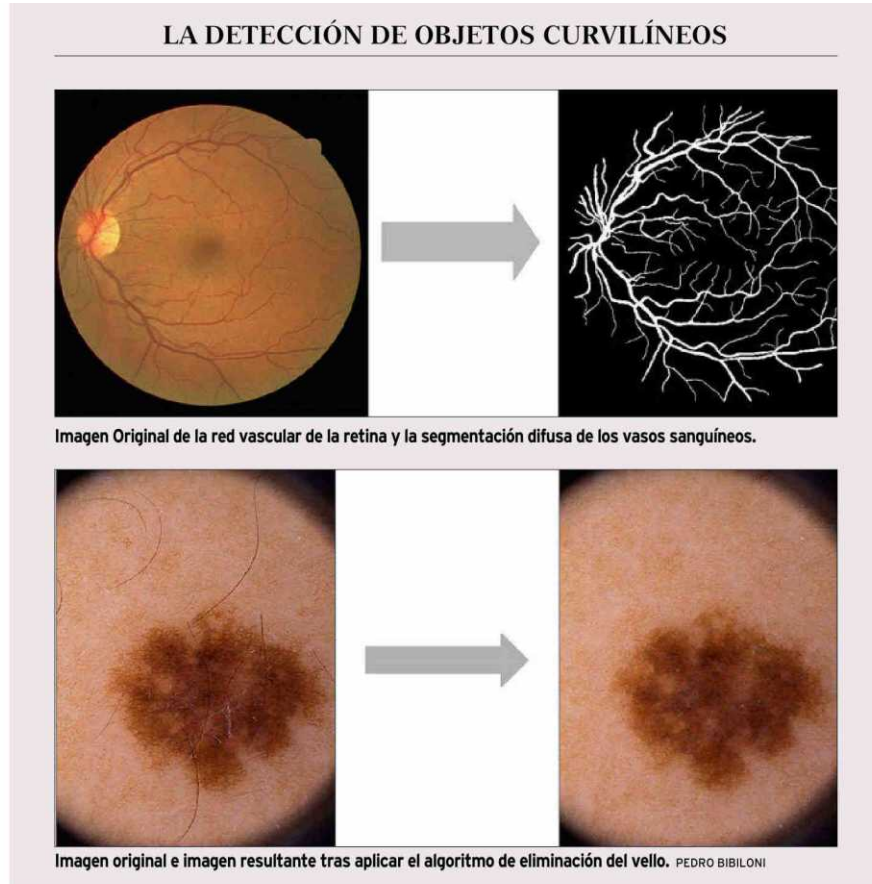 LA DETECCIÓN DE OBJETOS CURVILÍNEOS
Imagen Original de la red vascular de la retina y la segmentación difusa de los vasos sanguíneos.
Imagen original e imagen resultante tras aplicar el algoritmo de eliminación del vello. PEDRO BIBILONI